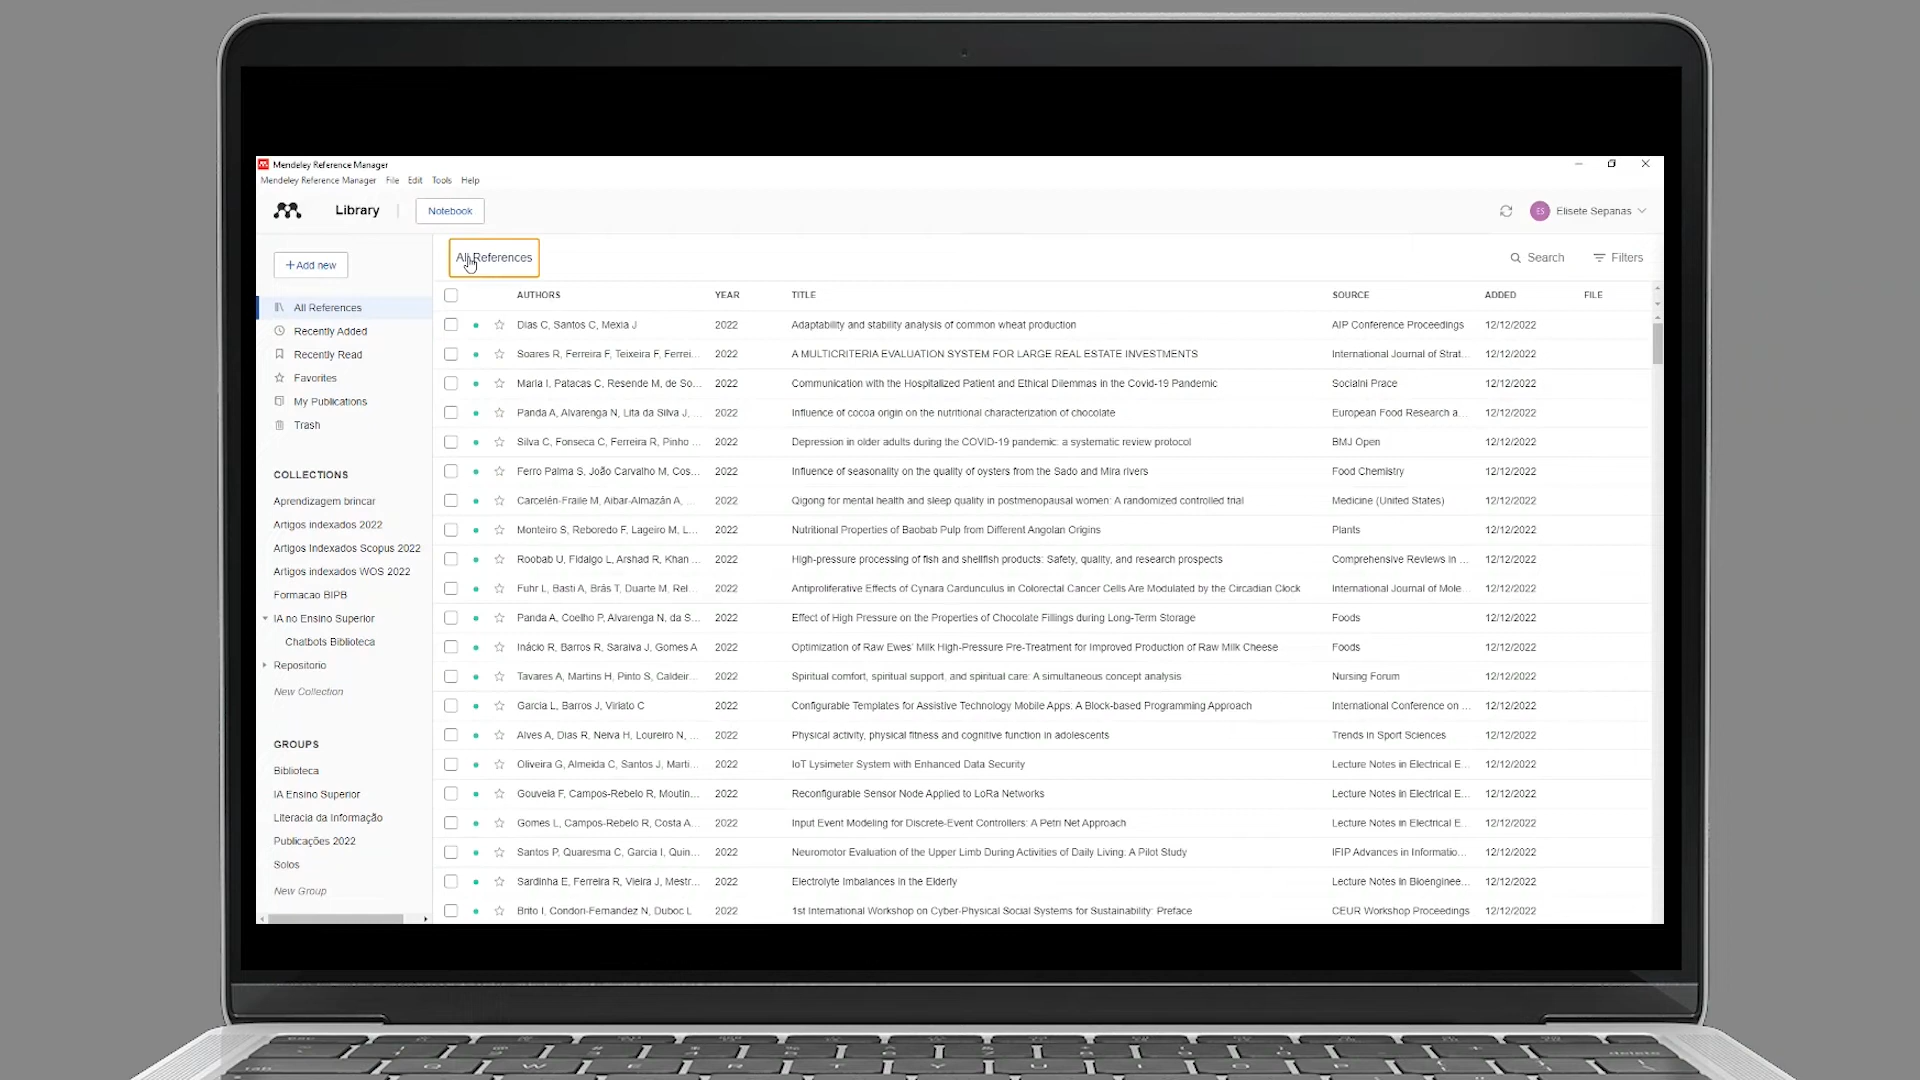 Mendeley Reference Manager
Mendeley Reference Manager File Edit Tools Help
Library Notebook ES Elisete Sepanas
+Add new
All References Search Filters
AUTHORS YEAR TITLE SOURCE ADDED FILE
All References
Recently Added
Recently Read
Favorites
My Publications
Trash
COLLECTIONS
Aprendizagem brincar
Artigos indexados 2022
Artigos Indexados Scopus 2022
Artigos indexados WOS 2022
Formacao BIPB
IA no Ensino Superior
Chatbots Biblioteca
Repositorio
New Collection
GROUPS
Biblioteca
IA Ensino Superior
Literacia da Informação
Publicações 2022
Solos
New Group
Dias C, Santos C, Mexia J 2022 Adaptability and stability analysis of common wheat production AIP Conference Proceedings 12/12/2022
Soares R, Ferreira F, Teixeira F, Ferrei... 2022 A MULTICRITERIA EVALUATION SYSTEM FOR LARGE REAL ESTATE INVESTMENTS International Journal of Strat... 12/12/2022
Maria I, Patacas C, Resende M, de So... 2022 Communication with the Hospitalized Patient and Ethical Dilemmas in the Covid-19 Pandemic Socialni Prace 12/12/2022
Panda A, Alvarenga N, Lita da Silva J, ... 2022 Influence of cocoa origin on the nutritional characterization of chocolate European Food Research a... 12/12/2022
Silva C, Fonseca C, Ferreira R, Pinho ... 2022 Depression in older adults during the COVID-19 pandemic: a systematic review protocol BMJ Open 12/12/2022
Ferro Palma S, João Carvalho M, Cos... 2022 Influence of seasonality on the quality of oysters from the Sado and Mira rivers Food Chemistry 12/12/2022
Carcelén-Fraile M, Aibar-Almazán A, ... 2022 Qigong for mental health and sleep quality in postmenopausal women: A randomized controlled trial Medicine (United States) 12/12/2022
Monteiro S, Reboredo F, Lageiro M, L... 2022 Nutritional Properties of Baobab Pulp from Different Angolan Origins Plants 12/12/2022
Roobab U, Fidalgo L, Arshad R, Khan ... 2022 High-pressure processing of fish and shellfish products: Safety, quality, and research prospects Comprehensive Reviews in ... 12/12/2022
Fuhr L, Basti A, Brás T, Duarte M, Rel... 2022 Antiproliferative Effects of Cynara Cardunculus in Colorectal Cancer Cells Are Modulated by the Circadian Clock International Journal of Mole... 12/12/2022
Panda A, Coelho P, Alvarenga N, da S... 2022 Effect of High Pressure on the Properties of Chocolate Fillings during Long-Term Storage Foods 12/12/2022
Inácio R, Barros R, Saraiva J, Gomes A 2022 Optimization of Raw Ewes' Milk High-Pressure Pre-Treatment for Improved Production of Raw Milk Cheese Foods 12/12/2022
Tavares A, Martins H, Pinto S, Caldeir... 2022 Spiritual comfort, spiritual support, and spiritual care: A simultaneous concept analysis Nursing Forum 12/12/2022
Garcia L, Barros J, Viriato C 2022 Configurable Templates for Assistive Technology Mobile Apps: A Block-based Programming Approach International Conference on ... 12/12/2022
Alves A, Dias R, Neiva H, Loureiro N, ... 2022 Physical activity, physical fitness and cognitive function in adolescents Trends in Sport Sciences 12/12/2022
Oliveira G, Almeida C, Santos J, Marti... 2022 IoT Lysimeter System with Enhanced Data Security Lecture Notes in Electrical E... 12/12/2022
Gouveia F, Campos-Rebelo R, Moutin... 2022 Reconfigurable Sensor Node Applied to LoRa Networks Lecture Notes in Electrical E... 12/12/2022
Gomes L, Campos-Rebelo R, Costa A... 2022 Input Event Modeling for Discrete-Event Controllers: A Petri Net Approach Lecture Notes in Electrical E... 12/12/2022
Santos P, Quaresma C, Garcia I, Quin... 2022 Neuromotor Evaluation of the Upper Limb During Activities of Daily Living: A Pilot Study IFIP Advances in Informatio... 12/12/2022
Sardinha E, Ferreira R, Vieira J, Mestr... 2022 Electrolyte Imbalances in the Elderly Lecture Notes in Bioenginee... 12/12/2022
Brito I, Condori-Fernandez N, Duboc L 2022 1st International Workshop on Cyber-Physical Social Systems for Sustainability: Preface CEUR Workshop Proceedings 12/12/2022